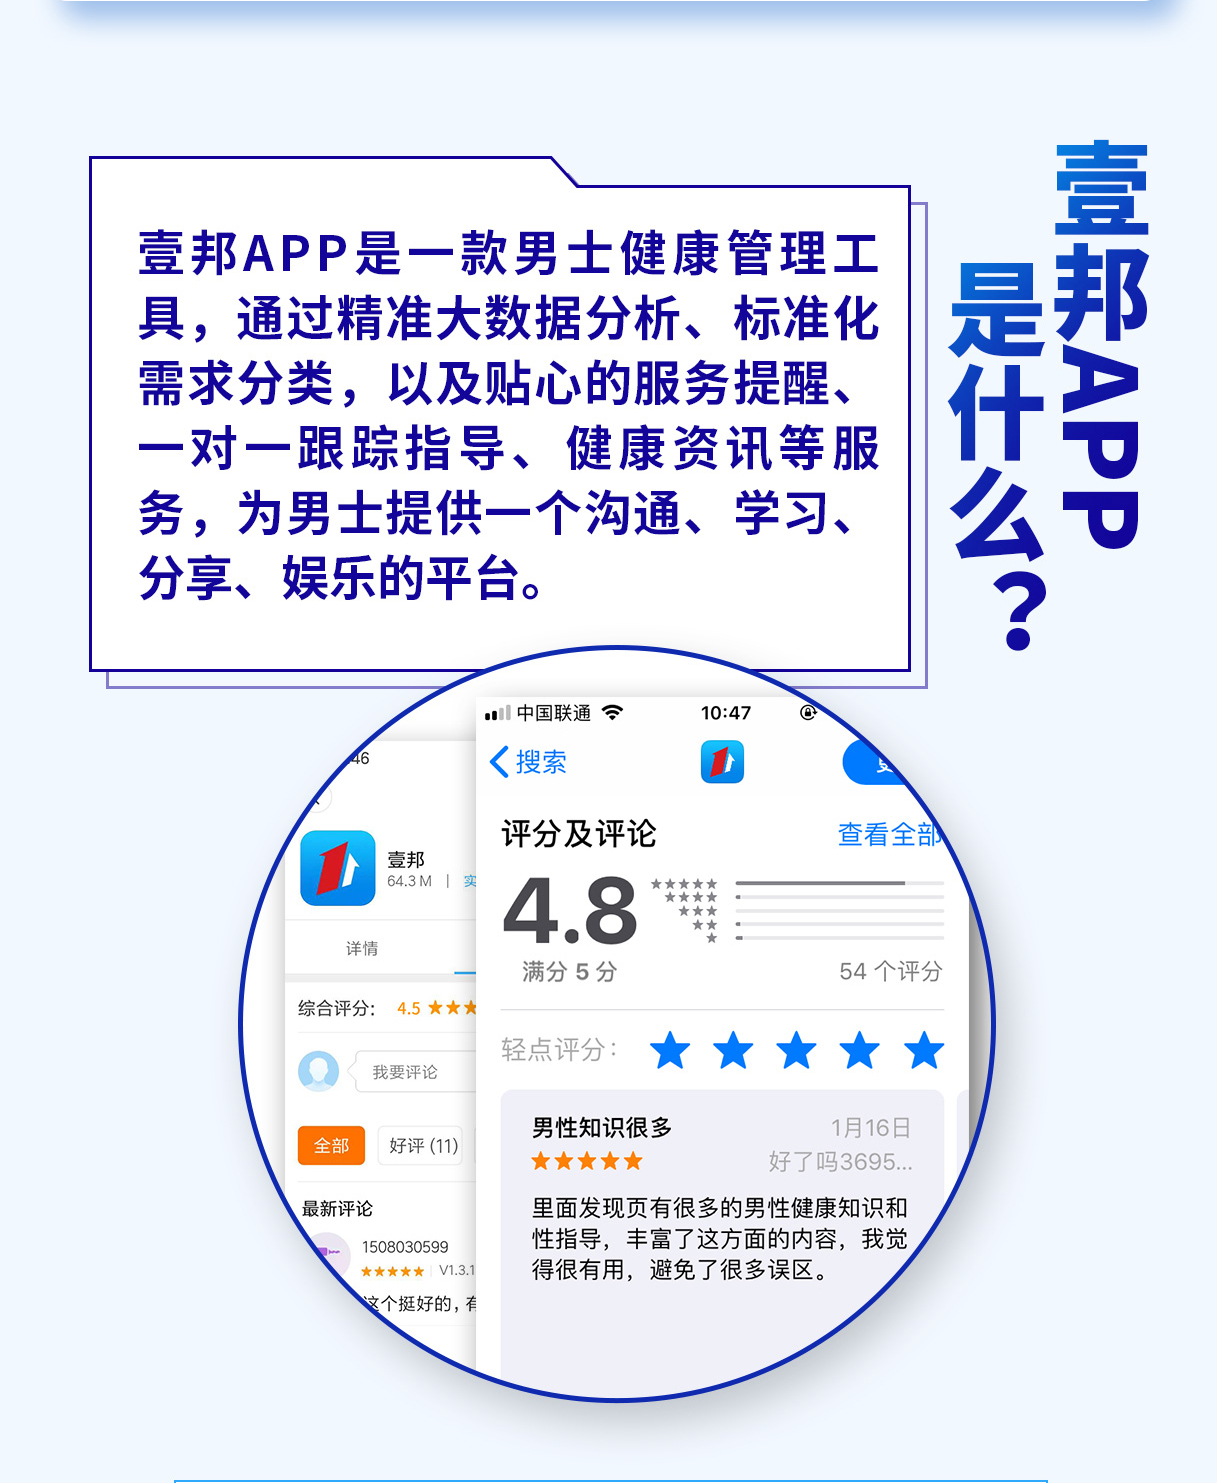 壹邦APP
是什么？
壹邦APP是一款男士健康管理工
具，通过精准大数据分析、标准化
需求分类，以及贴心的服务提醒、
一对一跟踪指导、健康资讯等服
务，为男士提供一个沟通、学习、
分享、娱乐的平台。
46
壹邦
64.3 M | 实
详情
综合评分: 4.5
我要评论
全部 好评 (11)
最新评论
1508030599
V1.3.1
这个挺好的，有
中国联通 10:47
搜索
评分及评论 查看全部
4.8
满分 5 分 54 个评分
轻点评分:
男性知识很多 1月16日
好了吗3695...
里面发现页有很多的男性健康知识和
性指导，丰富了这方面的内容，我觉
得很有用，避免了很多误区。